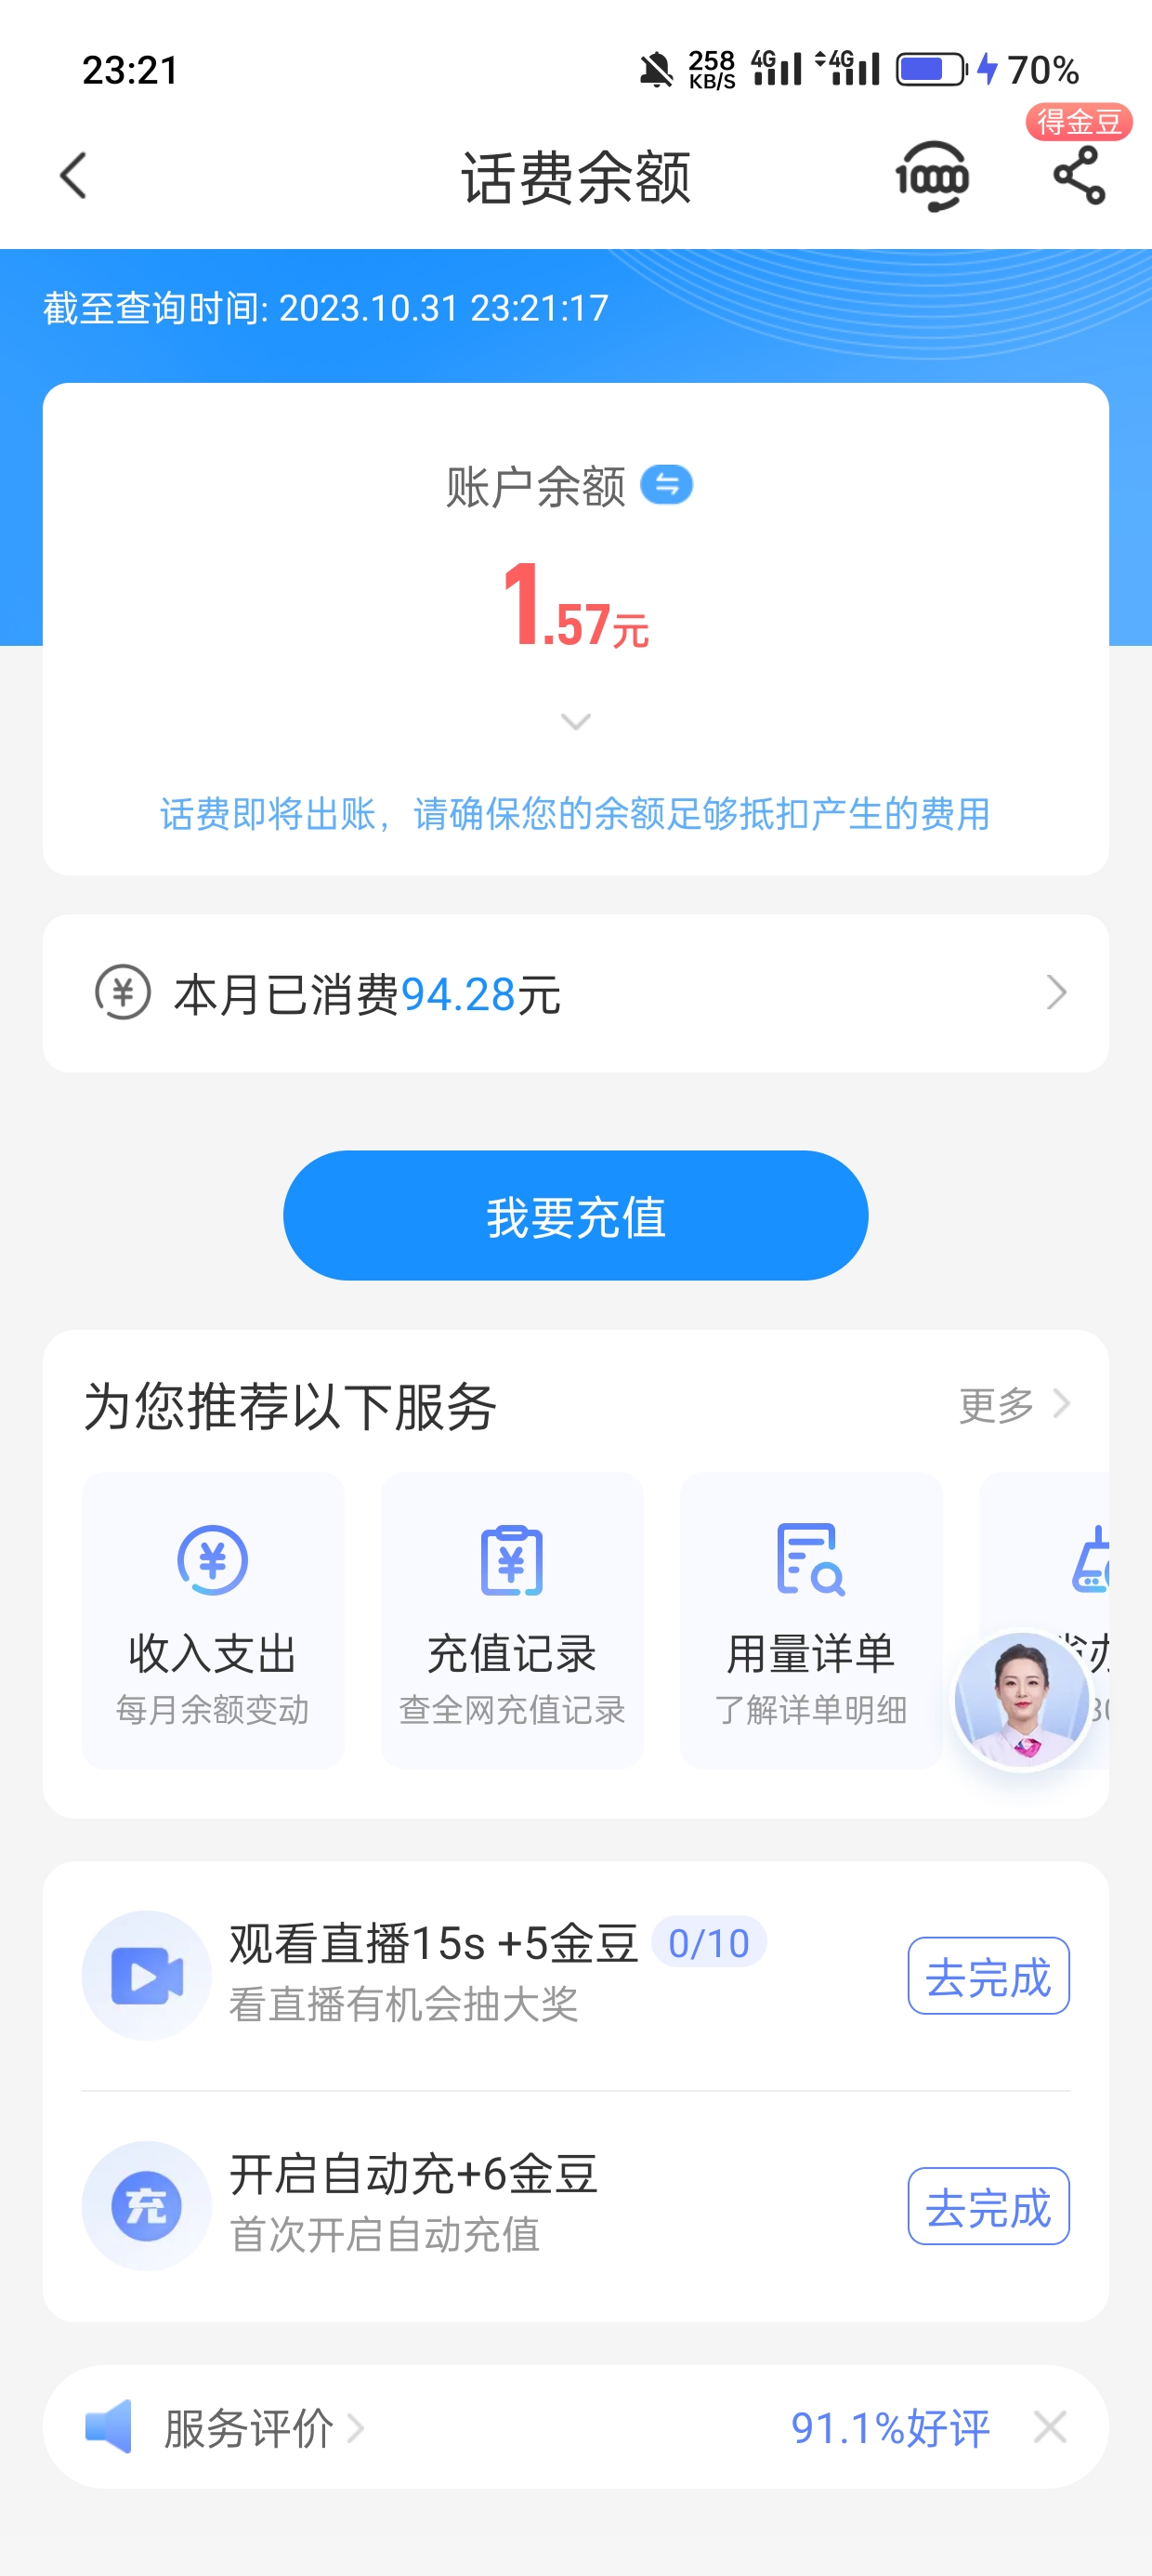 23:21
258 KB/S 4G 4G 70%
得金豆
话费余额
10000
截至查询时间: 2023.10.31 23:21:17
账户余额
1.57元
话费即将出账，请确保您的余额足够抵扣产生的费用
本月已消费94.28元
我要充值
为您推荐以下服务 更多
收入支出 充值记录 用量详单
每月余额变动 查全网充值记录 了解详单明细
观看直播15s +5金豆 0/10
看直播有机会抽大奖
去完成
开启自动充+6金豆
充
首次开启自动充值
去完成
服务评价 91.1%好评